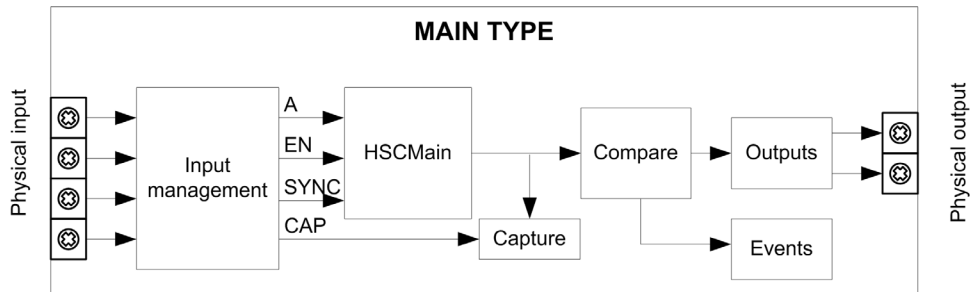 MAIN TYPE
Physical input
Input
management
A
EN
SYNC
CAP
HSCMain
Capture
Compare
Outputs
Events
Physical output